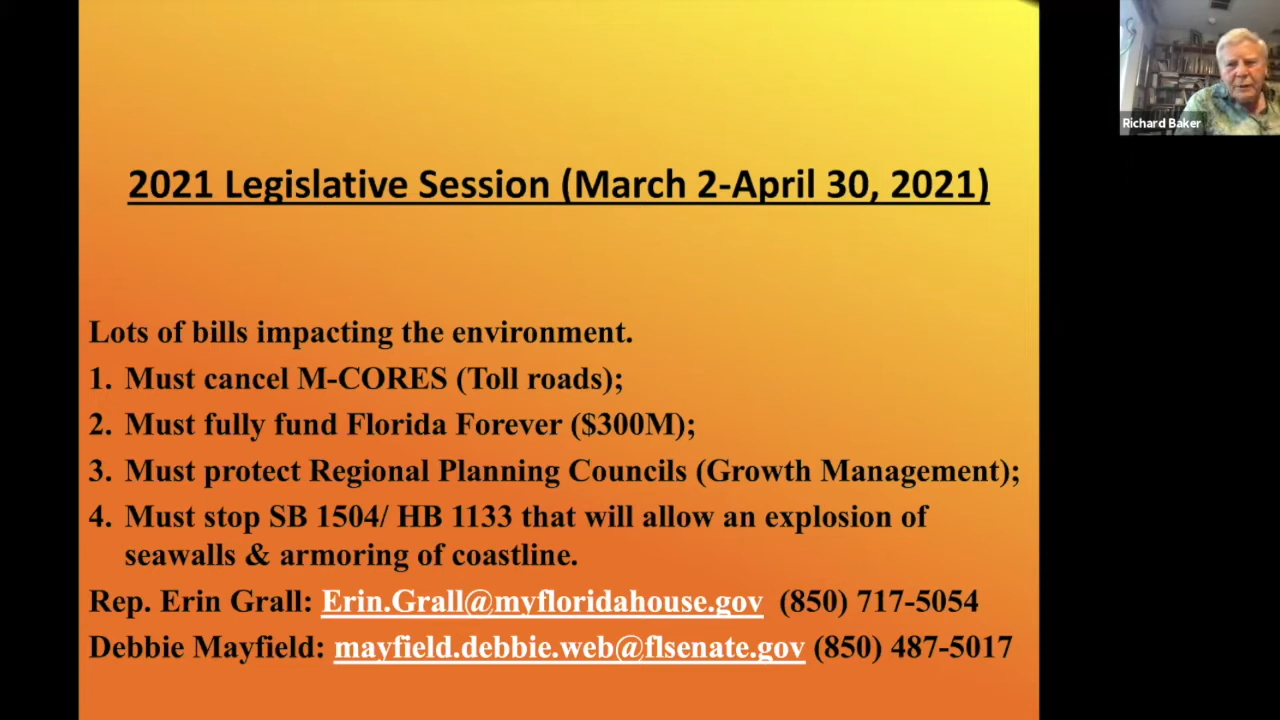 Richard Baker
2021 Legislative Session (March 2-April 30, 2021)
Lots of bills impacting the environment.
1. Must cancel M-CORES (Toll roads);
2. Must fully fund Florida Forever ($300M);
3. Must protect Regional Planning Councils (Growth Management);
4. Must stop SB 1504/ HB 1133 that will allow an explosion of
seawalls & armoring of coastline.
Rep. Erin Grall: Erin.Grall@myfloridahouse.gov (850) 717-5054
Debbie Mayfield: mayfield.debbie.web@flsenate.gov (850) 487-5017